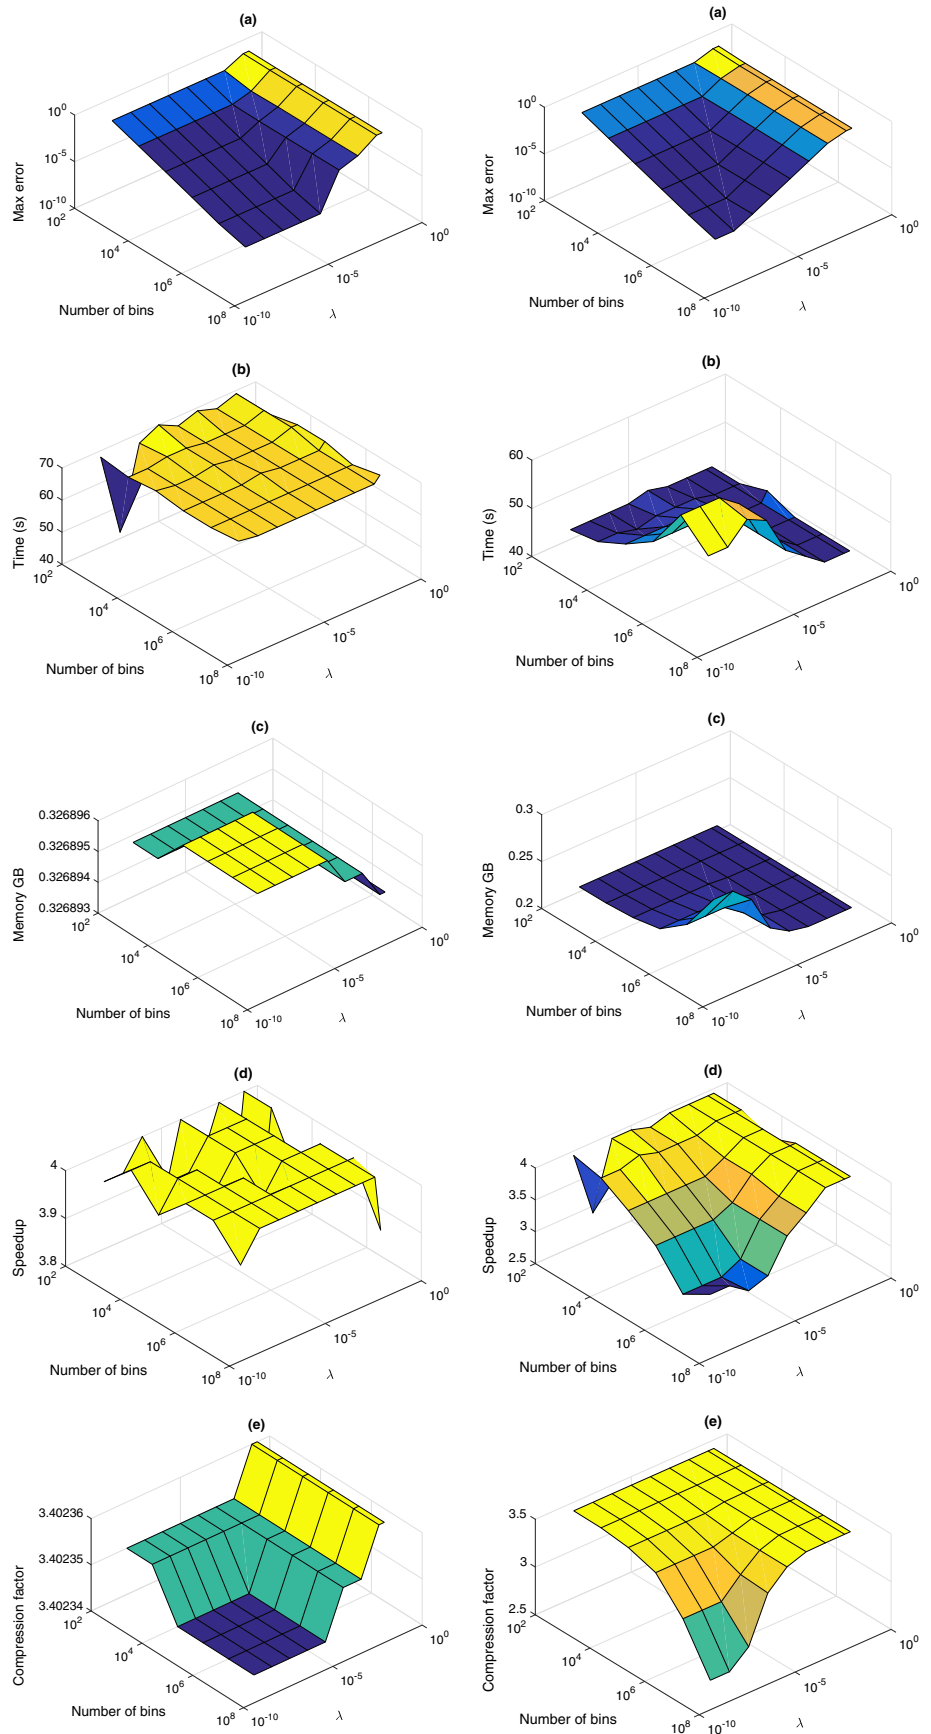 (a)
10^0
10^-5
10^-10
Max error
10^2
10^4
10^6
10^8
Number of bins
10^-10
10^-5
10^0
λ
(a)
10^0
10^-5
10^-10
Max error
10^2
10^4
10^6
10^8
Number of bins
10^-10
10^-5
10^0
λ
(b)
70
60
50
40
Time (s)
10^2
10^4
10^6
10^8
Number of bins
10^-10
10^-5
10^0
λ
(b)
60
50
40
Time (s)
10^2
10^4
10^6
10^8
Number of bins
10^-10
10^-5
10^0
λ
(c)
0.326896
0.326895
0.326894
0.326893
Memory GB
10^2
10^4
10^6
10^8
Number of bins
10^-10
10^-5
10^0
λ
(c)
0.3
0.25
0.2
Memory GB
10^2
10^4
10^6
10^8
Number of bins
10^-10
10^-5
10^0
λ
(d)
4
3.9
3.8
Speedup
10^2
10^4
10^6
10^8
Number of bins
10^-10
10^-5
10^0
λ
(d)
4
3.5
3
2.5
Speedup
10^2
10^4
10^6
10^8
Number of bins
10^-10
10^-5
10^0
λ
(e)
3.40236
3.40235
3.40234
Compression factor
10^2
10^4
10^6
10^8
Number of bins
10^-10
10^-5
10^0
λ
(e)
3.5
3
2.5
Compression factor
10^2
10^4
10^6
10^8
Number of bins
10^-10
10^-5
10^0
λ